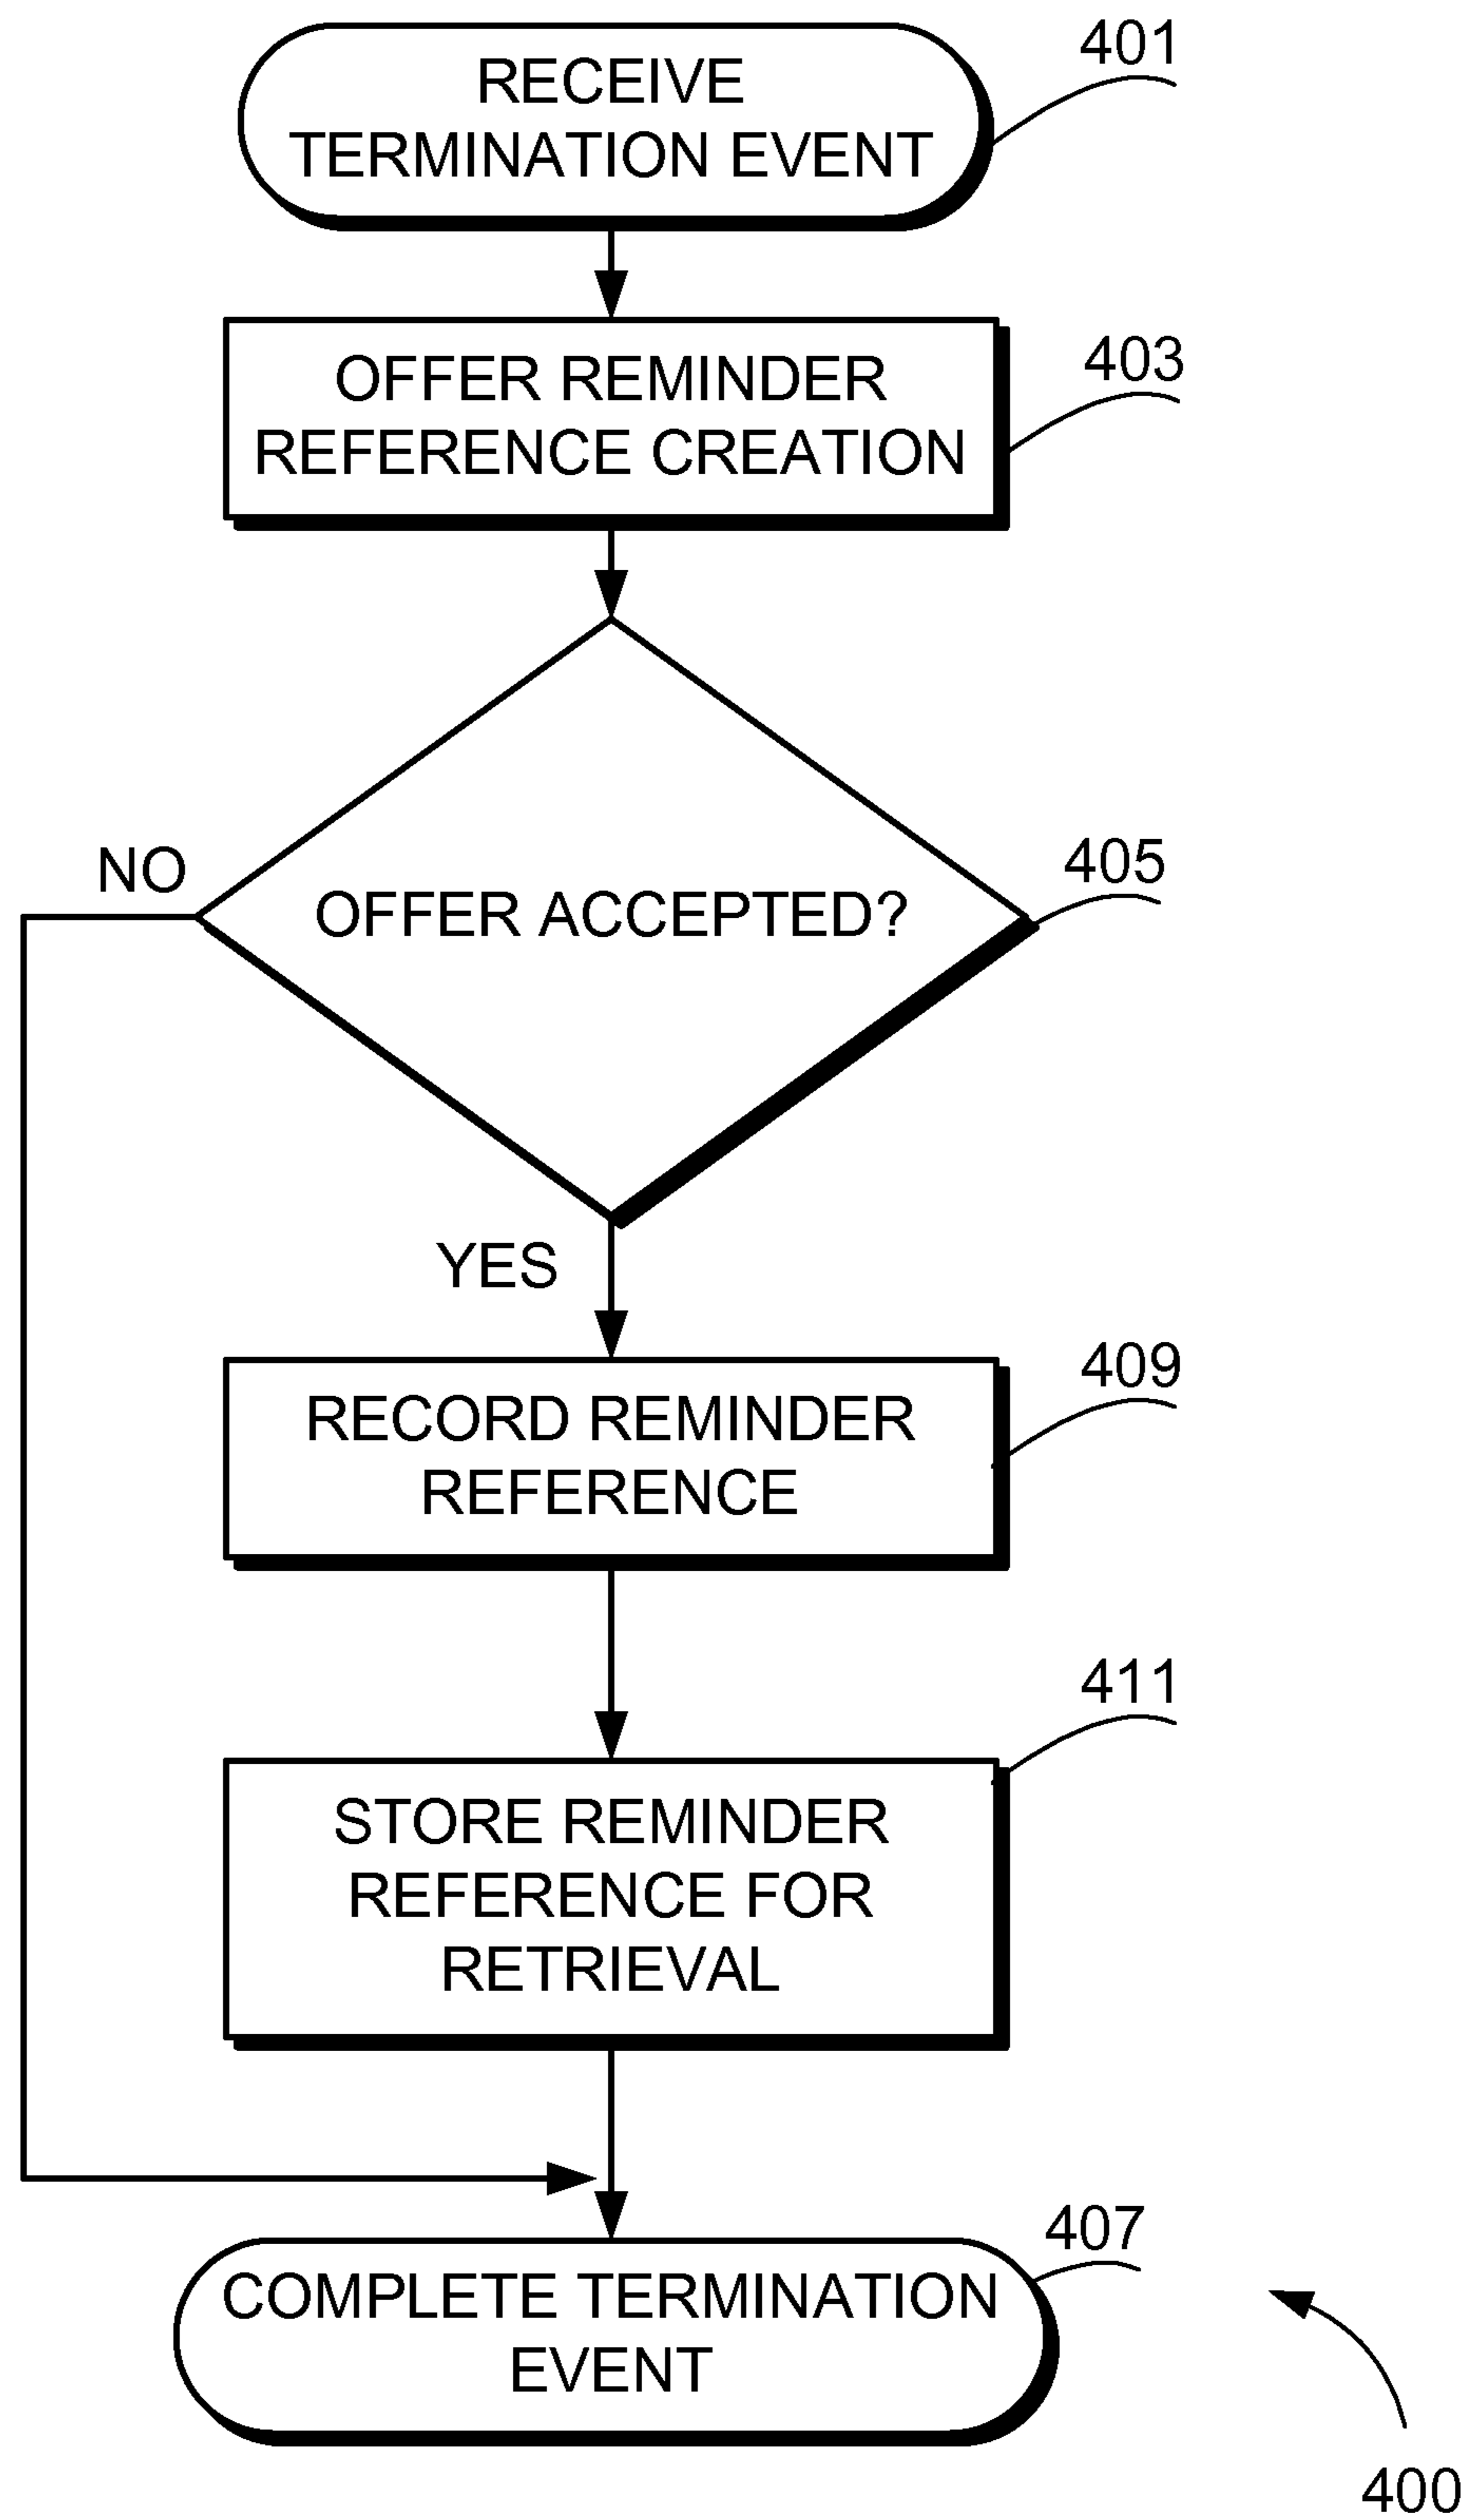 401
RECEIVE
TERMINATION EVENT
403
OFFER REMINDER
REFERENCE CREATION
405
NO
OFFER ACCEPTED?
YES
409
RECORD REMINDER
REFERENCE
411
STORE REMINDER
REFERENCE FOR
RETRIEVAL
407
COMPLETE TERMINATION
EVENT
400